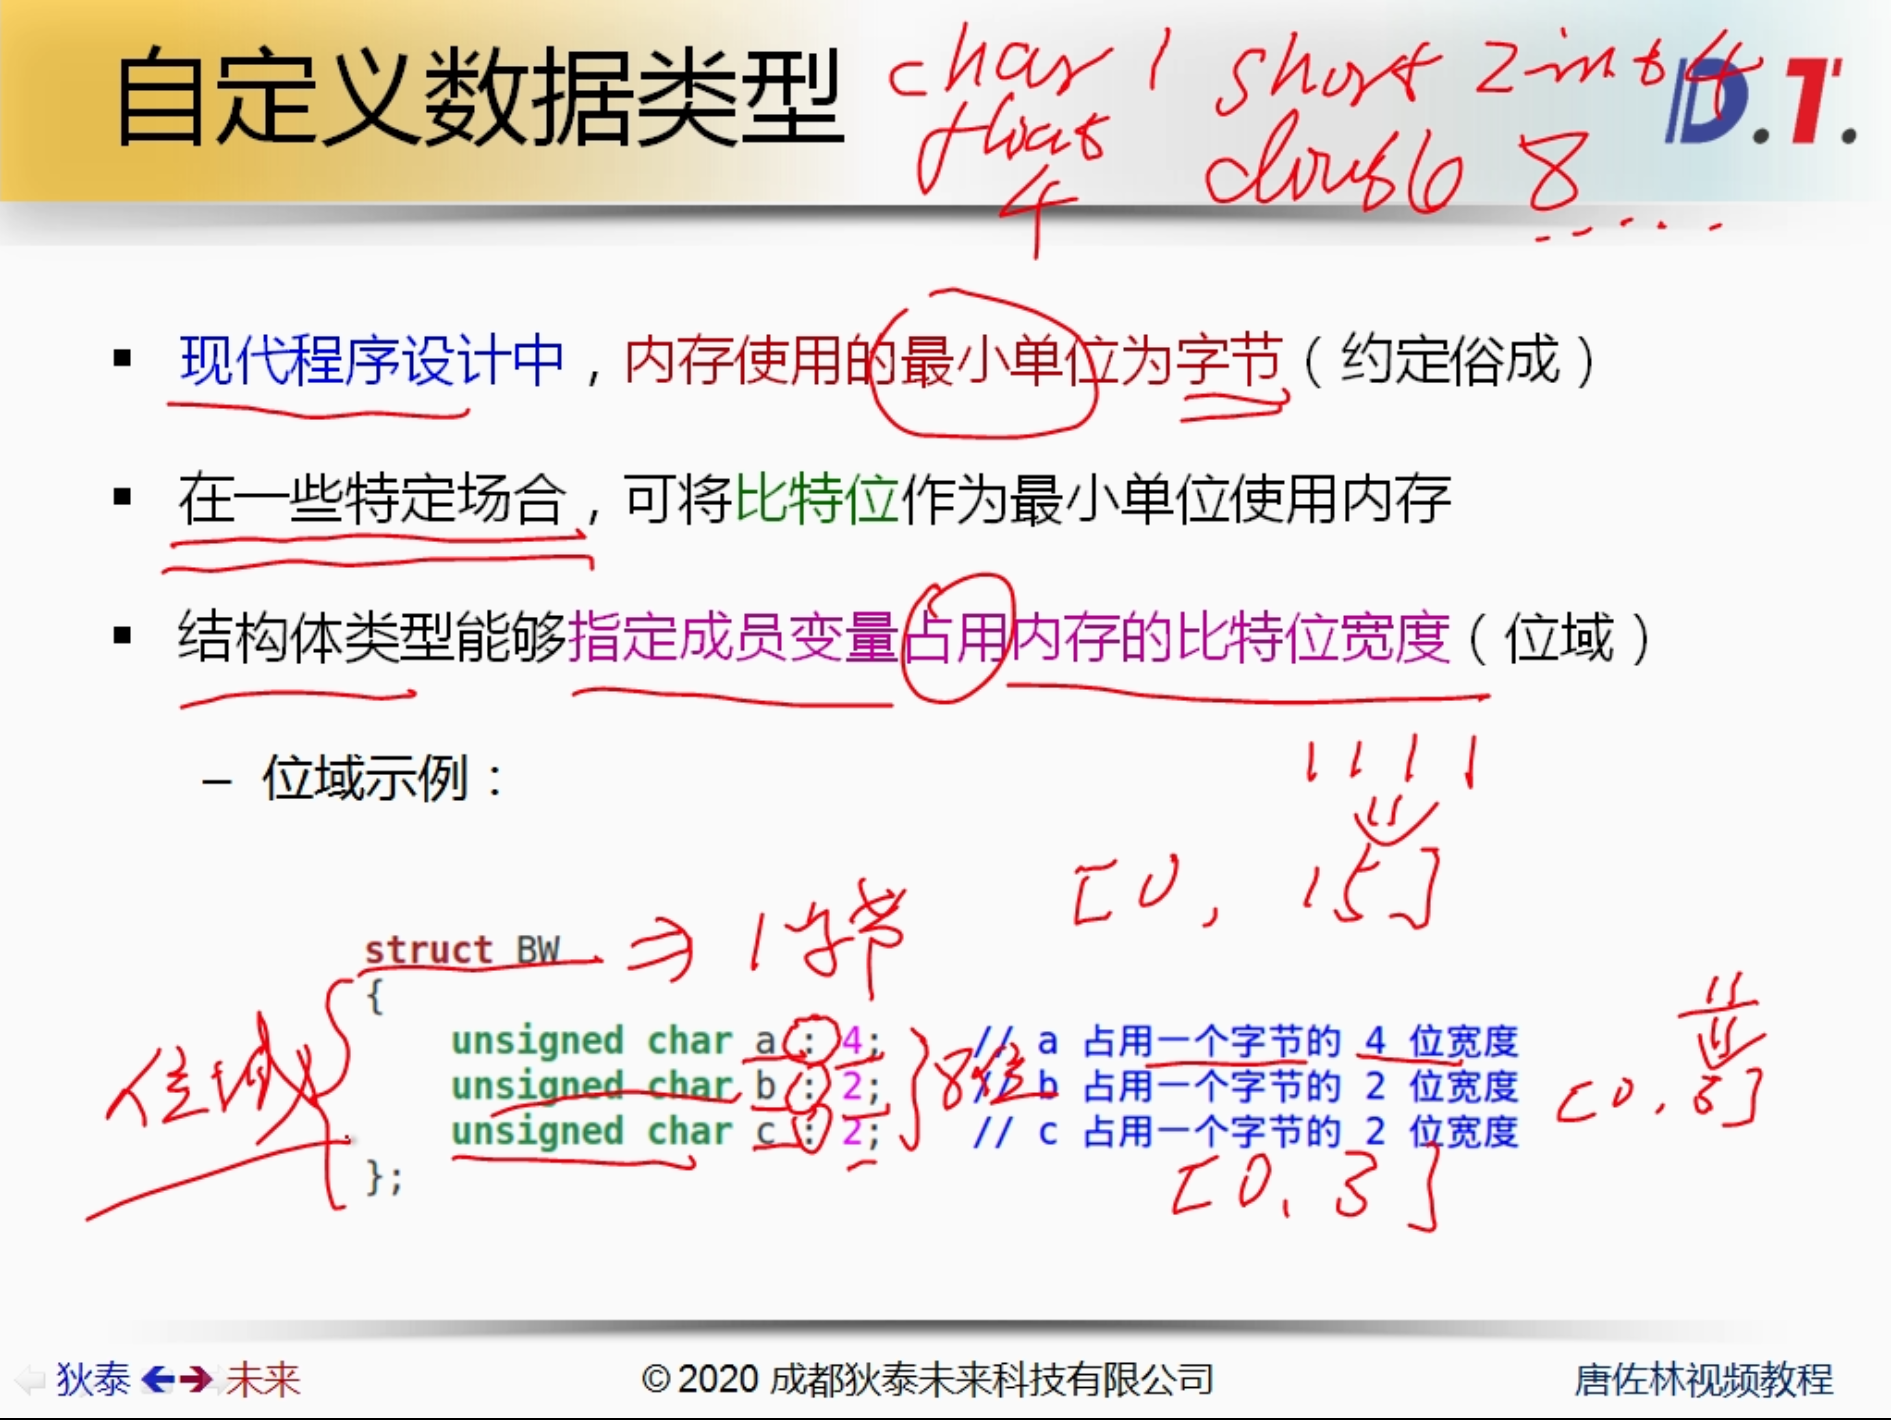 自定义数据类型
char 1 short 2 int 4
D.T.
float 4 double 8
▪ 现代程序设计中，内存使用的最小单位为字节（约定俗成）
▪ 在一些特定场合，可将比特位作为最小单位使用内存
▪ 结构体类型能够指定成员变量占用内存的比特位宽度（位域）
1 1 1 1
– 位域示例：
[0, 15]
struct BW ⇒ 1字节
{
unsigned char a : 4; // a 占用一个字节的 4 位宽度
unsigned char b : 2; // b 占用一个字节的 2 位宽度
unsigned char c : 2; // c 占用一个字节的 2 位宽度
};
位域
8位
11
[0, 3]
[0, 3]
狄泰 未来
© 2020 成都狄泰未来科技有限公司
唐佐林视频教程